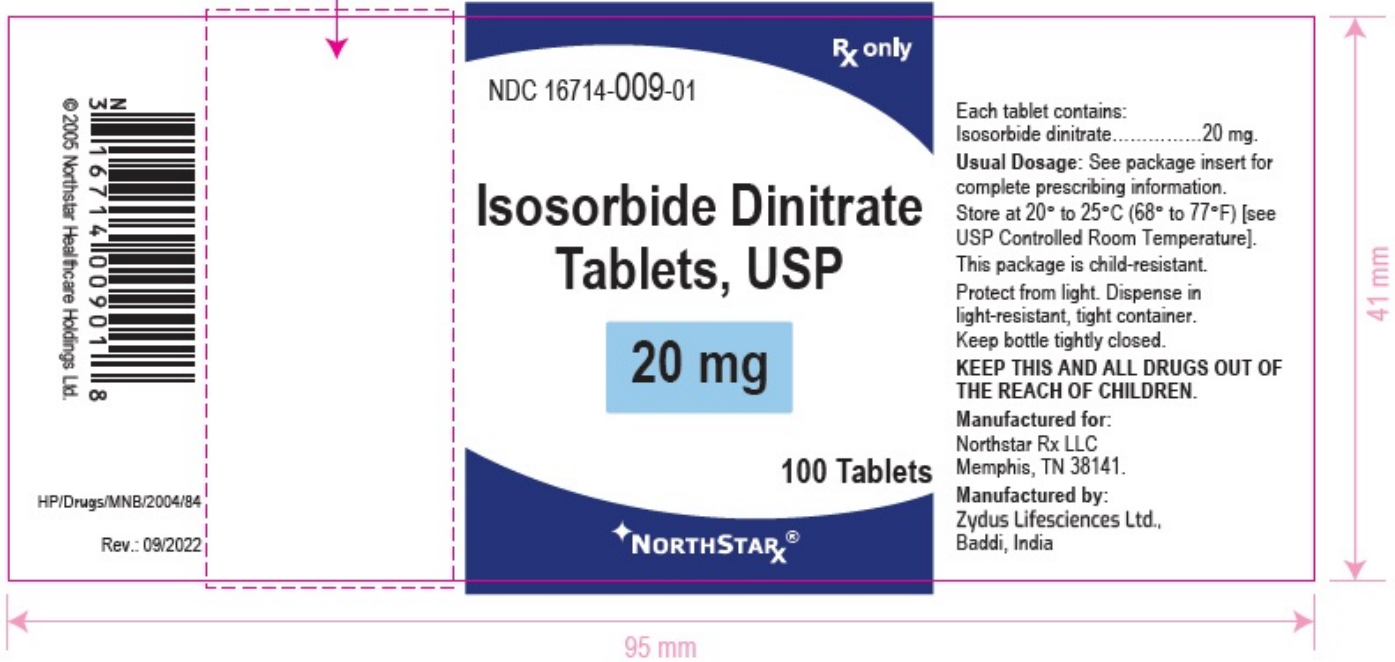 N
3 16714 00901 8
© 2005 Northstar Healthcare Holdings Ltd.
HP/Drugs/MNB/2004/84
Rev.: 09/2022
Rx only
NDC 16714-009-01
Isosorbide Dinitrate
Tablets, USP
20 mg
100 Tablets
NORTHSTARx®
Each tablet contains:
Isosorbide dinitrate...............20 mg.
Usual Dosage: See package insert for
complete prescribing information.
Store at 20° to 25°C (68° to 77°F) [see
USP Controlled Room Temperature].
This package is child-resistant.
Protect from light. Dispense in
light-resistant, tight container.
Keep bottle tightly closed.
KEEP THIS AND ALL DRUGS OUT OF
THE REACH OF CHILDREN.
Manufactured for:
Northstar Rx LLC
Memphis, TN 38141.
Manufactured by:
Zydus Lifesciences Ltd.,
Baddi, India
41 mm
95 mm